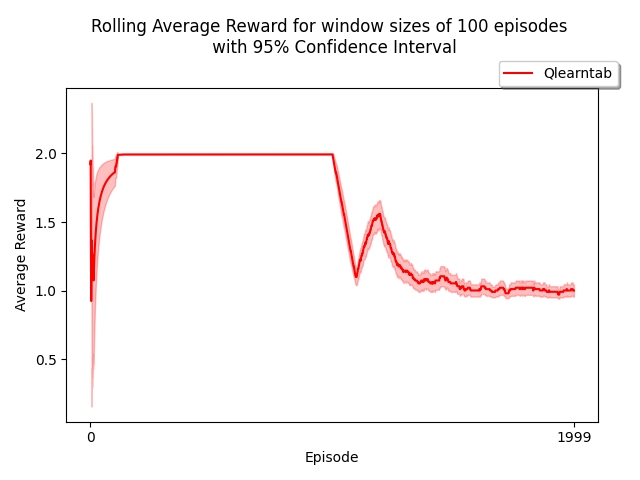 Rolling Average Reward for window sizes of 100 episodes
with 95% Confidence Interval
Qlearntab
2.0
1.5
1.0
0.5
Average Reward
0
1999
Episode